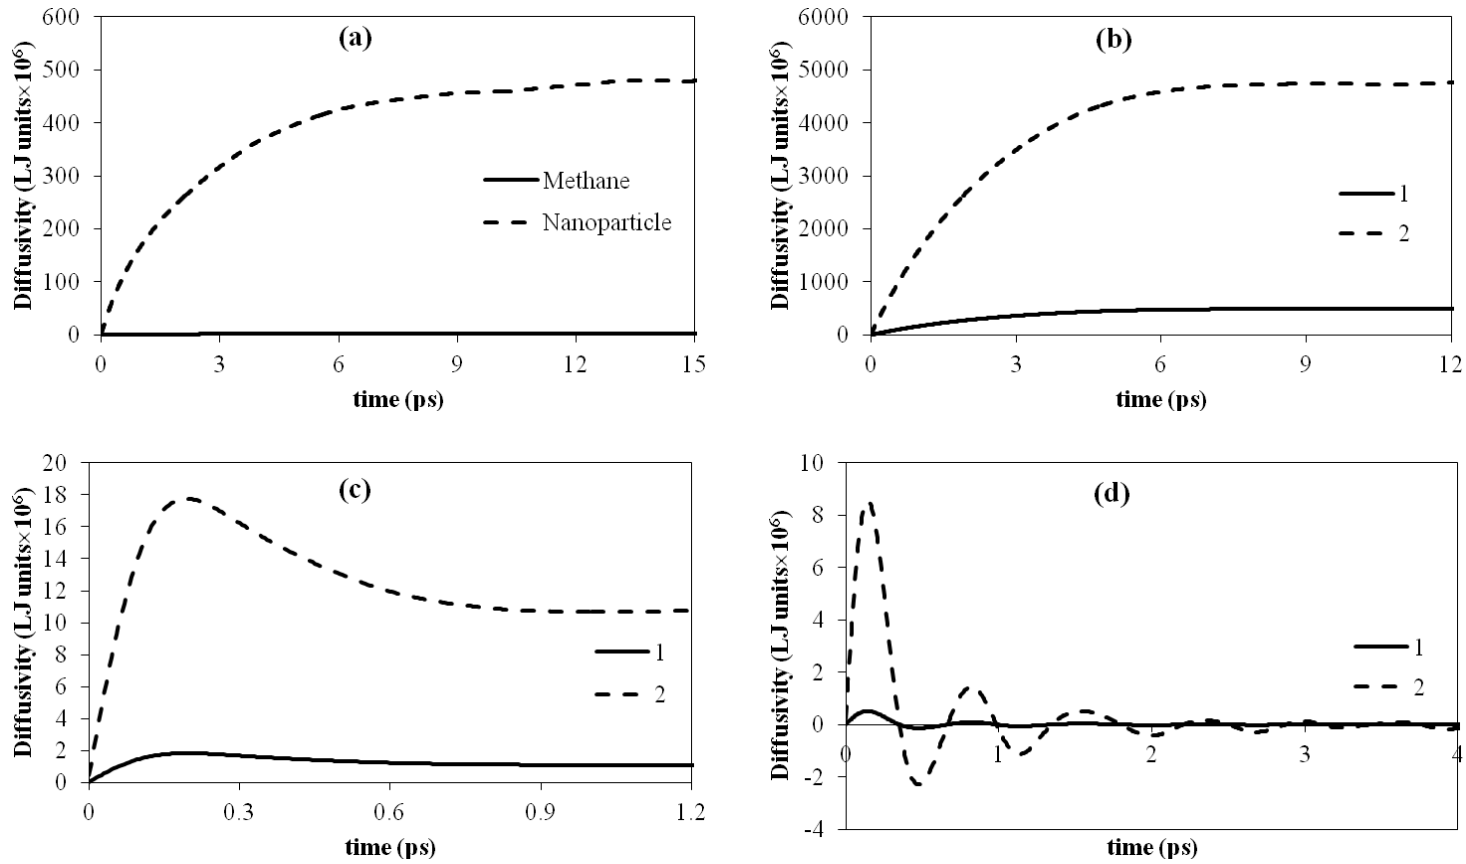 (a)
Diffusivity (LJ units×10⁶)
600
500
400
300
200
100
0
Methane
Nanoparticle
0 3 6 9 12 15
time (ps)
(b)
Diffusivity (LJ units×10⁶)
6000
5000
4000
3000
2000
1000
0
1
2
0 3 6 9 12
time (ps)
(c)
Diffusivity (LJ units×10⁶)
20
18
16
14
12
10
8
6
4
2
0
1
2
0 0.3 0.6 0.9 1.2
time (ps)
(d)
Diffusivity (LJ units×10⁶)
10
8
6
4
2
0
-2
-4
1
2
0 1 2 3 4
time (ps)